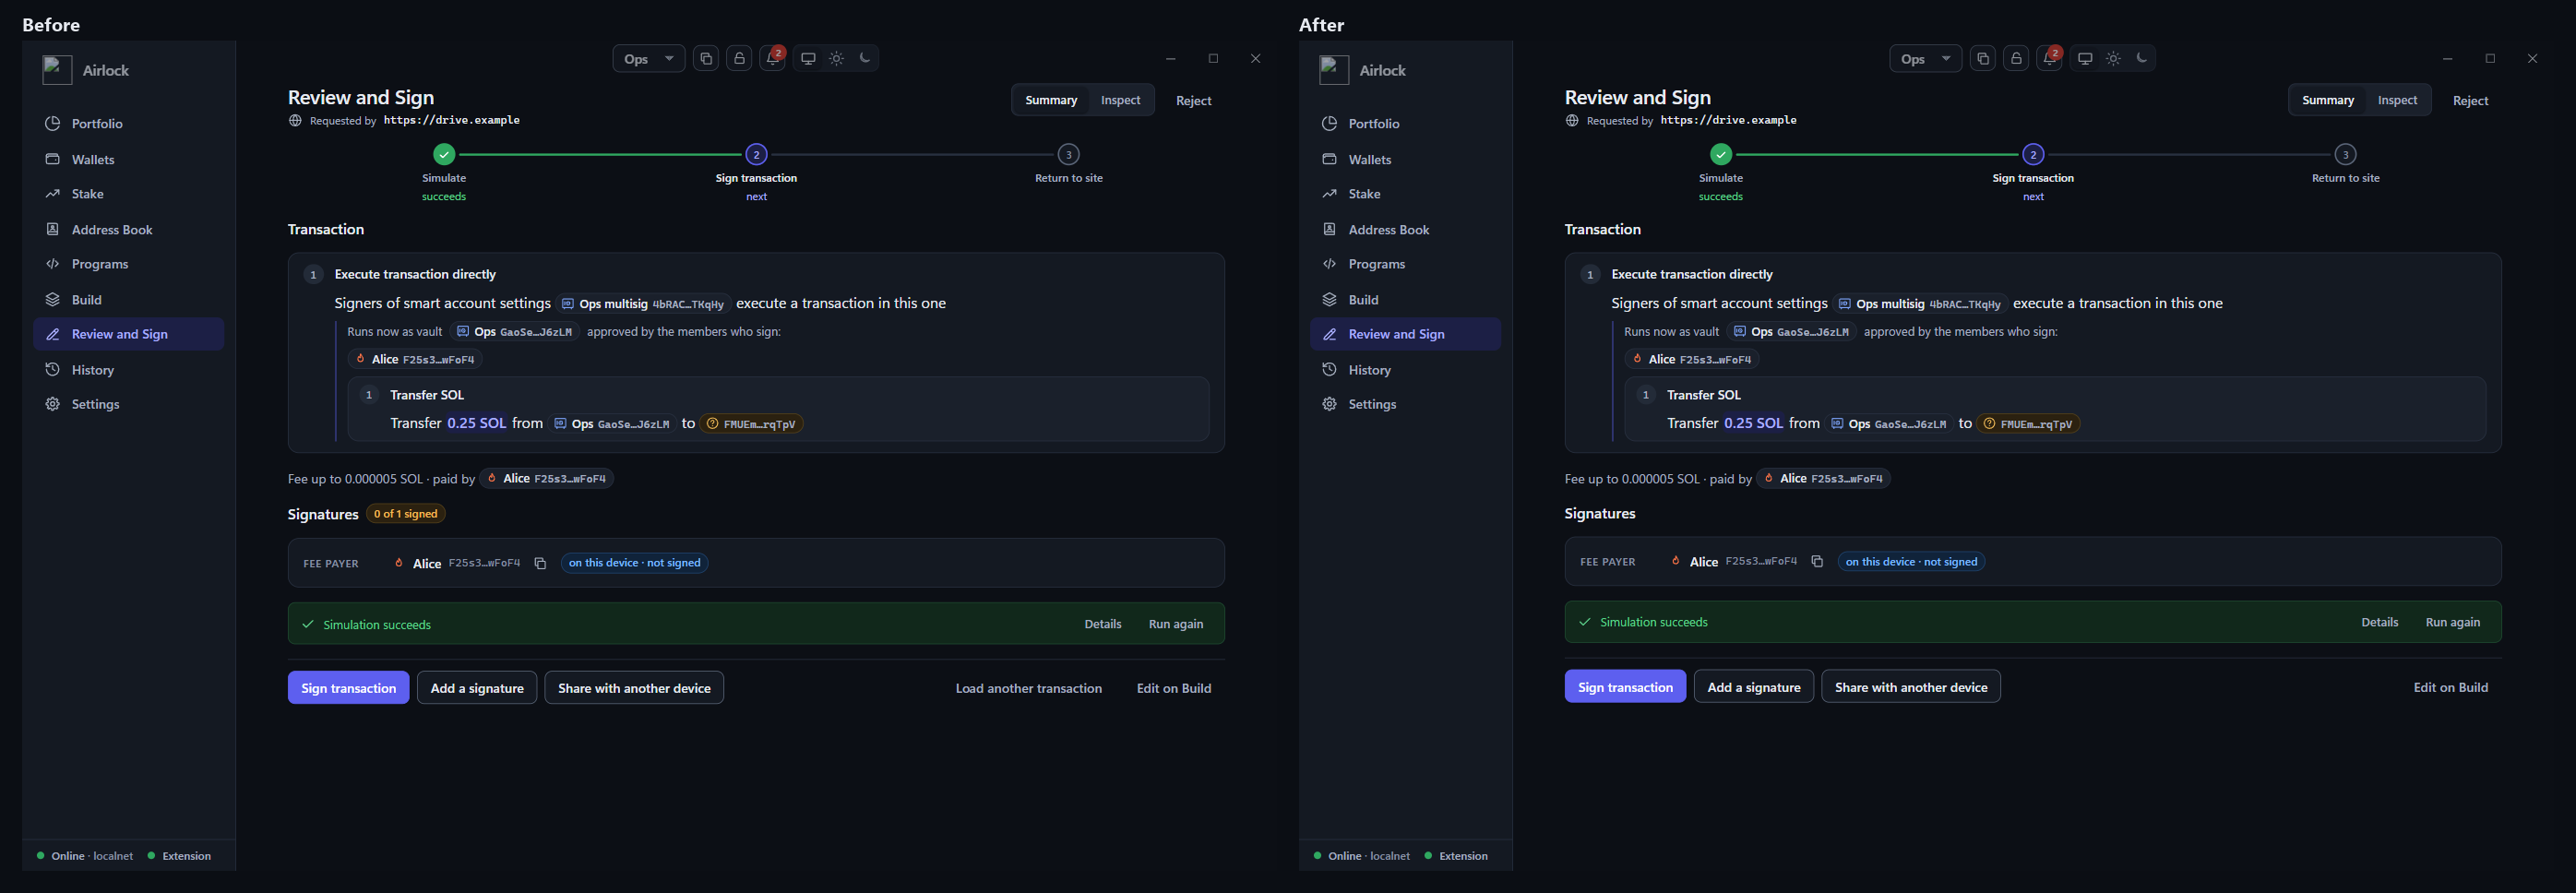 Before
Airlock
Ops
2
Portfolio
Wallets
Stake
Address Book
Programs
Build
Review and Sign
History
Settings
Online · localnet
Extension
Review and Sign
Requested by https://drive.example
Summary
Inspect
Reject
2
3
Simulate
Sign transaction
Return to site
succeeds
next
Transaction
1 Execute transaction directly
Signers of smart account settings Ops multisig 4bRAC…TKqHy execute a transaction in this one
Runs now as vault Ops GaoSe…J6zLM approved by the members who sign:
Alice F25s3…wFoF4
1 Transfer SOL
Transfer 0.25 SOL from Ops GaoSe…J6zLM to FMUEm…rqTpV
Fee up to 0.000005 SOL · paid by Alice F25s3…wFoF4
Signatures 0 of 1 signed
FEE PAYER Alice F25s3…wFoF4 on this device · not signed
Simulation succeeds
Details
Run again
Sign transaction
Add a signature
Share with another device
Load another transaction
Edit on Build
After
Airlock
Ops
2
Portfolio
Wallets
Stake
Address Book
Programs
Build
Review and Sign
History
Settings
Online · localnet
Extension
Review and Sign
Requested by https://drive.example
Summary
Inspect
Reject
2
3
Simulate
Sign transaction
Return to site
succeeds
next
Transaction
1 Execute transaction directly
Signers of smart account settings Ops multisig 4bRAC…TKqHy execute a transaction in this one
Runs now as vault Ops GaoSe…J6zLM approved by the members who sign:
Alice F25s3…wFoF4
1 Transfer SOL
Transfer 0.25 SOL from Ops GaoSe…J6zLM to FMUEm…rqTpV
Fee up to 0.000005 SOL · paid by Alice F25s3…wFoF4
Signatures
FEE PAYER Alice F25s3…wFoF4 on this device · not signed
Simulation succeeds
Details
Run again
Sign transaction
Add a signature
Share with another device
Edit on Build